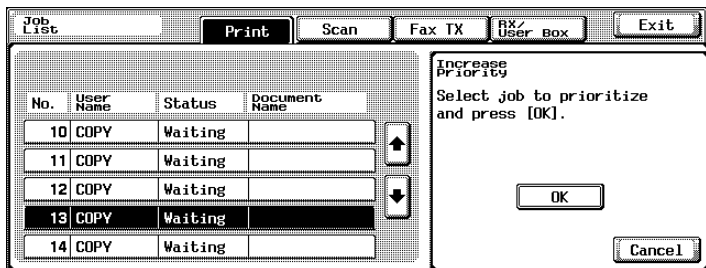 Job List
Print Scan Fax TX RX/User Box Exit
Increase Priority
Select job to prioritize
and press [OK].
No. User Name Status Document Name
10 COPY Waiting
11 COPY Waiting
12 COPY Waiting
13 COPY Waiting
14 COPY Waiting
OK
Cancel